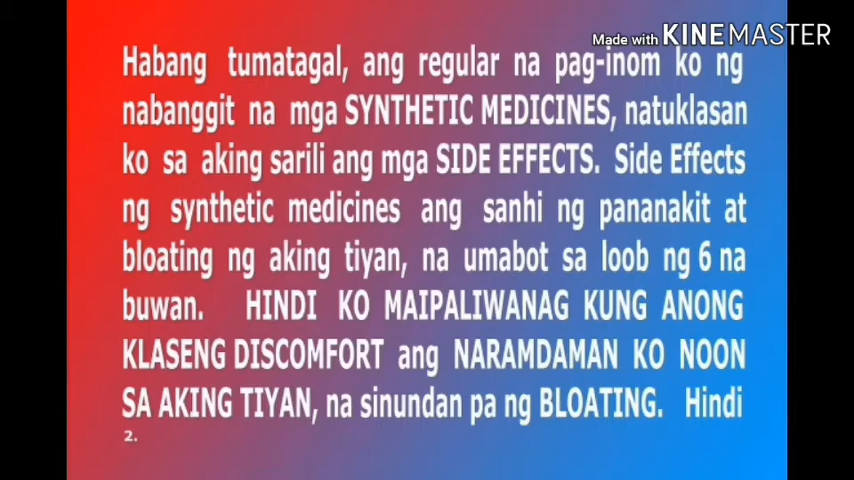 Made with KINEMASTER
Habang tumatagal, ang regular na pag-inom ko ng
nabanggit na mga SYNTHETIC MEDICINES, natuklasan
ko sa aking sarili ang mga SIDE EFFECTS. Side Effects
ng synthetic medicines ang sanhi ng pananakit at
bloating ng aking tiyan, na umabot sa loob ng 6 na
buwan. HINDI KO MAIPALIWANAG KUNG ANONG
KLASENG DISCOMFORT ang NARAMDAMAN KO NOON
SA AKING TIYAN, na sinundan pa ng BLOATING. Hindi
2.